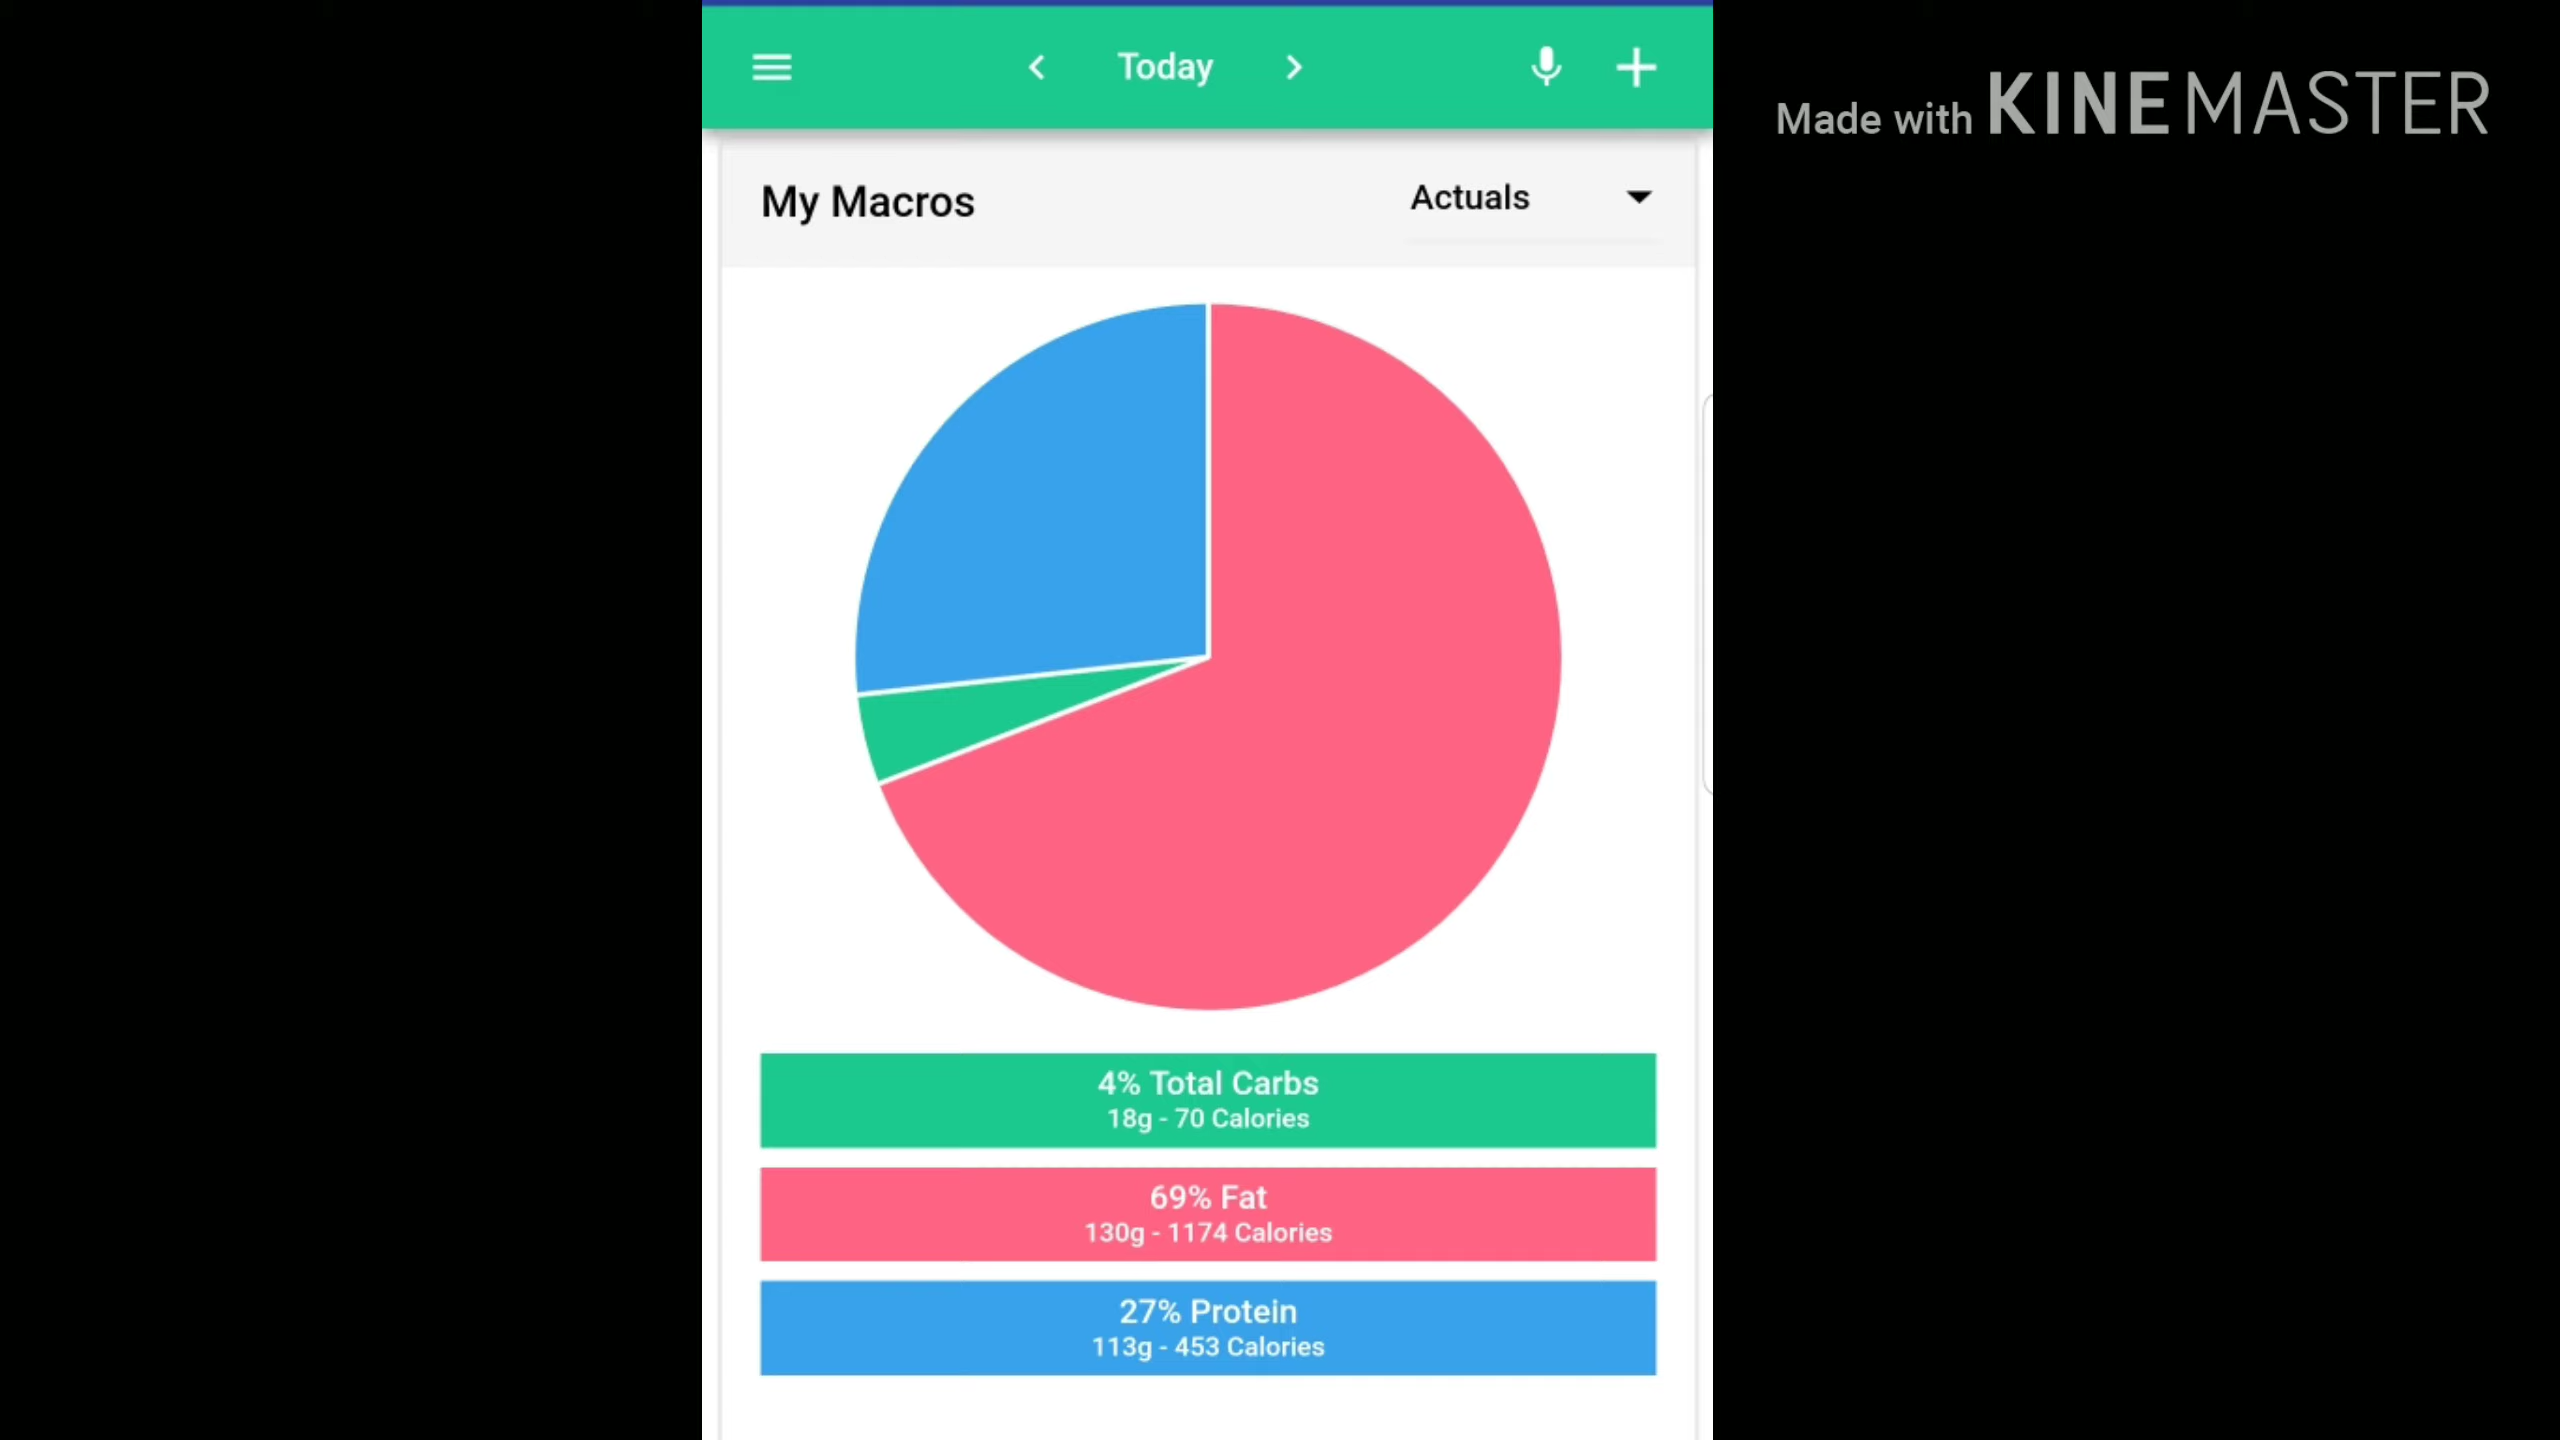 Today
Made with KINEMASTER
My Macros
Actuals
4% Total Carbs
18g - 70 Calories
69% Fat
130g - 1174 Calories
27% Protein
113g - 453 Calories